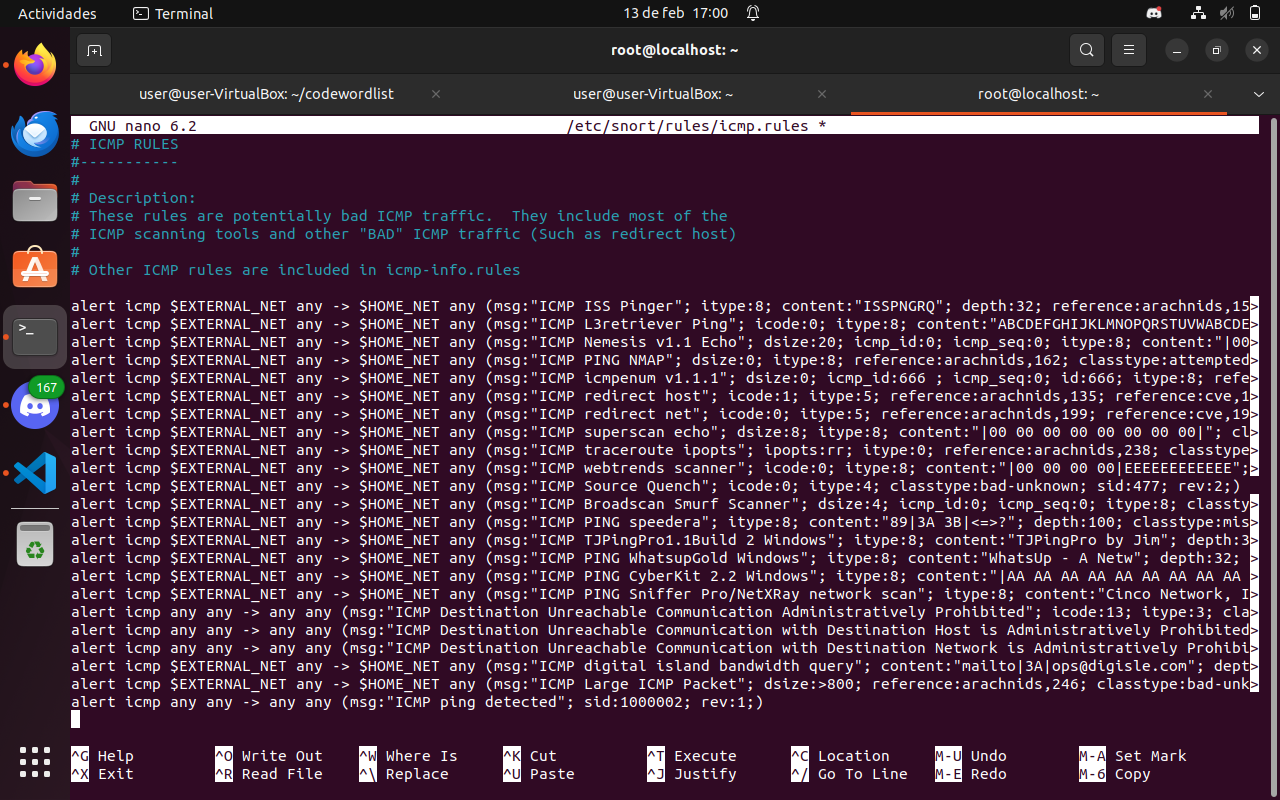 Actividades
Terminal
13 de feb 17:00
root@localhost: ~
user@user-VirtualBox: ~/codewordlist
user@user-VirtualBox: ~
root@localhost: ~
167
GNU nano 6.2 /etc/snort/rules/icmp.rules *
# ICMP RULES
#-----------
#
# Description:
# These rules are potentially bad ICMP traffic.  They include most of the
# ICMP scanning tools and other "BAD" ICMP traffic (Such as redirect host)
#
# Other ICMP rules are included in icmp-info.rules
alert icmp $EXTERNAL_NET any -> $HOME_NET any (msg:"ICMP ISS Pinger"; itype:8; content:"ISSPNGRQ"; depth:32; reference:arachnids,15>
alert icmp $EXTERNAL_NET any -> $HOME_NET any (msg:"ICMP L3retriever Ping"; icode:0; itype:8; content:"ABCDEFGHIJKLMNOPQRSTUVWABCDE>
alert icmp $EXTERNAL_NET any -> $HOME_NET any (msg:"ICMP Nemesis v1.1 Echo"; dsize:20; icmp_id:0; icmp_seq:0; itype:8; content:"|00>
alert icmp $EXTERNAL_NET any -> $HOME_NET any (msg:"ICMP PING NMAP"; dsize:0; itype:8; reference:arachnids,162; classtype:attempted>
alert icmp $EXTERNAL_NET any -> $HOME_NET any (msg:"ICMP icmpenum v1.1.1"; dsize:0; icmp_id:666 ; icmp_seq:0; id:666; itype:8; refe>
alert icmp $EXTERNAL_NET any -> $HOME_NET any (msg:"ICMP redirect host"; icode:1; itype:5; reference:arachnids,135; reference:cve,1>
alert icmp $EXTERNAL_NET any -> $HOME_NET any (msg:"ICMP redirect net"; icode:0; itype:5; reference:arachnids,199; reference:cve,19>
alert icmp $EXTERNAL_NET any -> $HOME_NET any (msg:"ICMP superscan echo"; dsize:8; itype:8; content:"|00 00 00 00 00 00 00 00|"; cl>
alert icmp $EXTERNAL_NET any -> $HOME_NET any (msg:"ICMP traceroute ipopts"; ipopts:rr; itype:0; reference:arachnids,238; classtype>
alert icmp $EXTERNAL_NET any -> $HOME_NET any (msg:"ICMP webtrends scanner"; icode:0; itype:8; content:"|00 00 00 00|EEEEEEEEEEEE";>
alert icmp $EXTERNAL_NET any -> $HOME_NET any (msg:"ICMP Source Quench"; icode:0; itype:4; classtype:bad-unknown; sid:477; rev:2;)
alert icmp $EXTERNAL_NET any -> $HOME_NET any (msg:"ICMP Broadscan Smurf Scanner"; dsize:4; icmp_id:0; icmp_seq:0; itype:8; classty>
alert icmp $EXTERNAL_NET any -> $HOME_NET any (msg:"ICMP PING speedera"; itype:8; content:"89|3A 3B|<=>?"; depth:100; classtype:mis>
alert icmp $EXTERNAL_NET any -> $HOME_NET any (msg:"ICMP TJPingPro1.1Build 2 Windows"; itype:8; content:"TJPingPro by Jim"; depth:3>
alert icmp $EXTERNAL_NET any -> $HOME_NET any (msg:"ICMP PING WhatsupGold Windows"; itype:8; content:"WhatsUp - A Netw"; depth:32; >
alert icmp $EXTERNAL_NET any -> $HOME_NET any (msg:"ICMP PING CyberKit 2.2 Windows"; itype:8; content:"|AA AA AA AA AA AA AA AA AA >
alert icmp $EXTERNAL_NET any -> $HOME_NET any (msg:"ICMP PING Sniffer Pro/NetXRay network scan"; itype:8; content:"Cinco Network, I>
alert icmp any any -> any any (msg:"ICMP Destination Unreachable Communication Administratively Prohibited"; icode:13; itype:3; cla>
alert icmp any any -> any any (msg:"ICMP Destination Unreachable Communication with Destination Host is Administratively Prohibited>
alert icmp any any -> any any (msg:"ICMP Destination Unreachable Communication with Destination Network is Administratively Prohibi>
alert icmp $EXTERNAL_NET any -> $HOME_NET any (msg:"ICMP digital island bandwidth query"; content:"mailto|3A|ops@digisle.com"; dept>
alert icmp $EXTERNAL_NET any -> $HOME_NET any (msg:"ICMP Large ICMP Packet"; dsize:>800; reference:arachnids,246; classtype:bad-unk>
alert icmp any any -> any any (msg:"ICMP ping detected"; sid:1000002; rev:1;)
^G Help ^O Write Out ^W Where Is ^K Cut ^T Execute ^C Location M-U Undo M-A Set Mark
^X Exit ^R Read File ^\ Replace ^U Paste ^J Justify ^/ Go To Line M-E Redo M-6 Copy